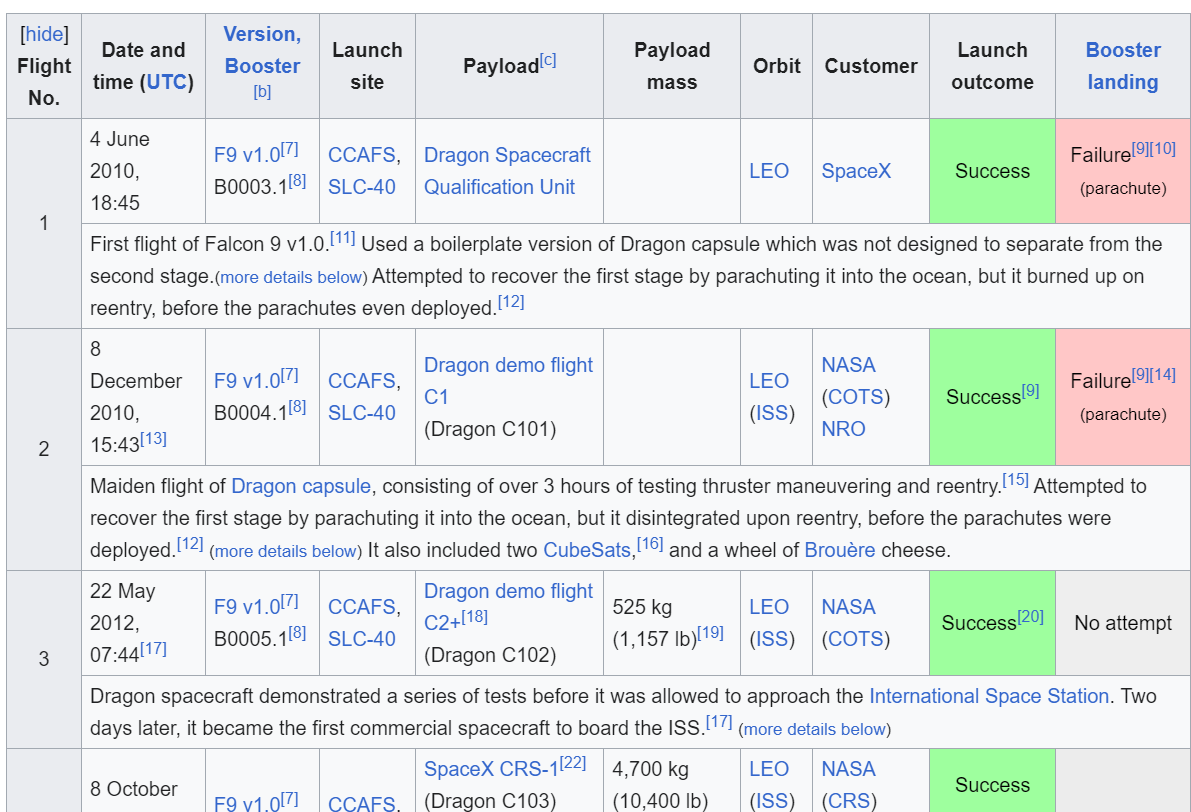 [hide]
Flight
No.
Date and
time (UTC)
Version,
Booster
[b]
Launch
site
Payload[c]
Payload
mass
Orbit
Customer
Launch
outcome
Booster
landing
1
4 June
2010,
18:45
F9 v1.0[7]
B0003.1[8]
CCAFS,
SLC-40
Dragon Spacecraft
Qualification Unit
LEO
SpaceX
Success
Failure[9][10]
(parachute)
First flight of Falcon 9 v1.0.[11] Used a boilerplate version of Dragon capsule which was not designed to separate from the
second stage.(more details below) Attempted to recover the first stage by parachuting it into the ocean, but it burned up on
reentry, before the parachutes even deployed.[12]
2
8
December
2010,
15:43[13]
F9 v1.0[7]
B0004.1[8]
CCAFS,
SLC-40
Dragon demo flight
C1
(Dragon C101)
LEO
(ISS)
NASA
(COTS)
NRO
Success[9]
Failure[9][14]
(parachute)
Maiden flight of Dragon capsule, consisting of over 3 hours of testing thruster maneuvering and reentry.[15] Attempted to
recover the first stage by parachuting it into the ocean, but it disintegrated upon reentry, before the parachutes were
deployed.[12] (more details below) It also included two CubeSats,[16] and a wheel of Brouère cheese.
3
22 May
2012,
07:44[17]
F9 v1.0[7]
B0005.1[8]
CCAFS,
SLC-40
Dragon demo flight
C2+[18]
(Dragon C102)
525 kg
(1,157 lb)[19]
LEO
(ISS)
NASA
(COTS)
Success[20]
No attempt
Dragon spacecraft demonstrated a series of tests before it was allowed to approach the International Space Station. Two
days later, it became the first commercial spacecraft to board the ISS.[17] (more details below)
8 October
F9 v1.0[7]
CCAFS,
SpaceX CRS-1[22]
(Dragon C103)
4,700 kg
(10,400 lb)
LEO
(ISS)
NASA
(CRS)
Success